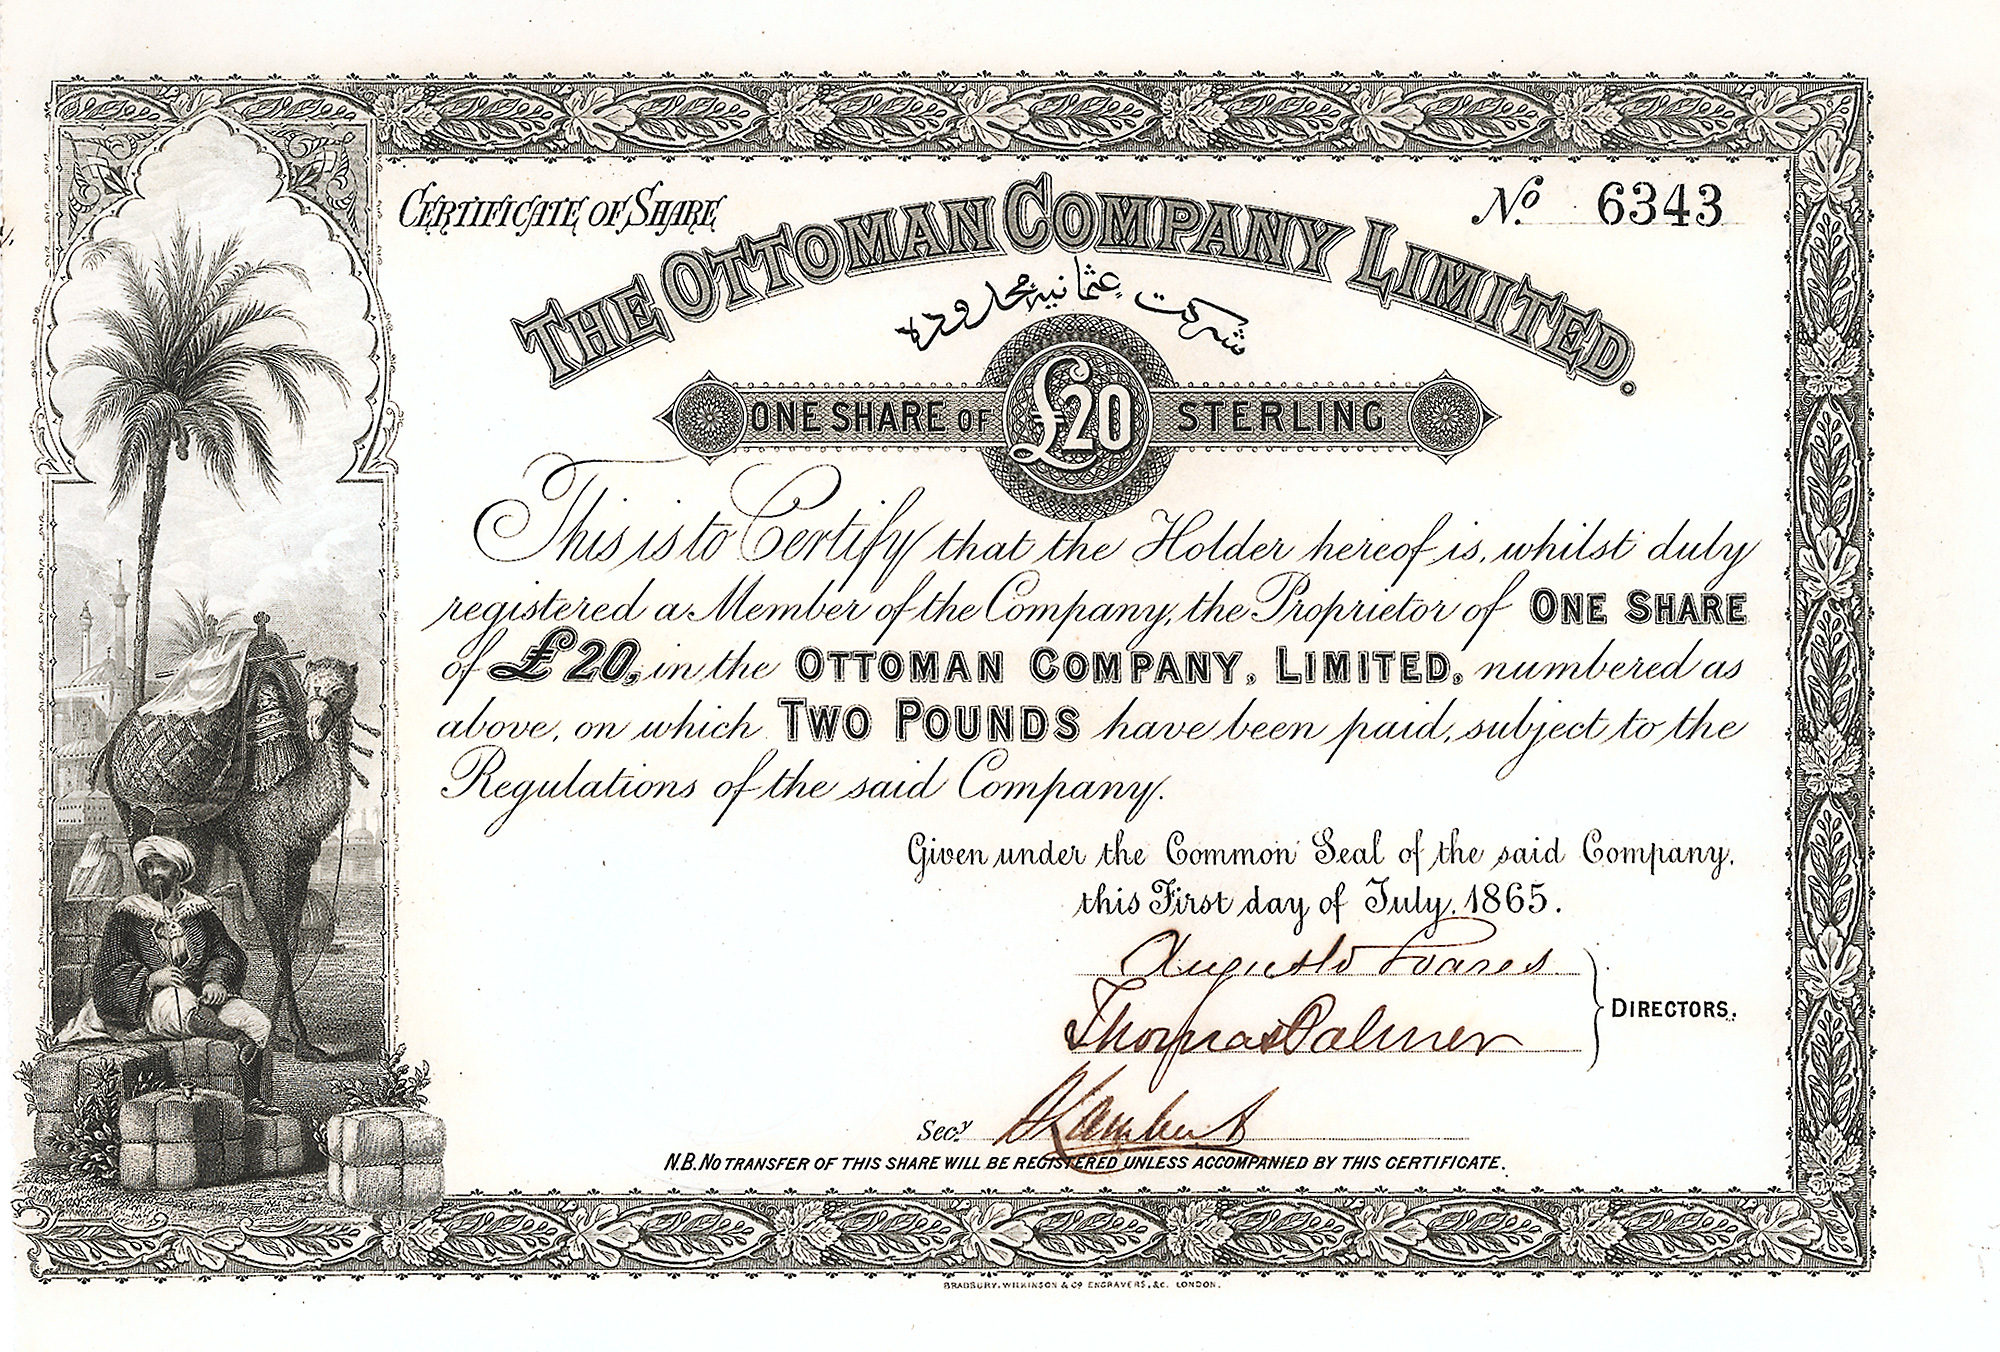 CERTIFICATE OF SHARE
No. 6343
THE OTTOMAN COMPANY LIMITED.
شركت عثمانيه محدوده
ONE SHARE OF £20 STERLING
This is to Certify that the Holder hereof is, whilst duly
registered a Member of the Company, the Proprietor of ONE SHARE
of £20, in the OTTOMAN COMPANY, LIMITED, numbered as
above, on which TWO POUNDS have been paid, subject to the
Regulations of the said Company.
Given under the Common Seal of the said Company,
this First day of July, 1865.
Augusto Soares
Thomas Palmer
DIRECTORS.
Secy. Lambert
N.B. NO TRANSFER OF THIS SHARE WILL BE REGISTERED UNLESS ACCOMPANIED BY THIS CERTIFICATE.
BRADBURY, WILKINSON & Co ENGRAVERS, &c. LONDON.